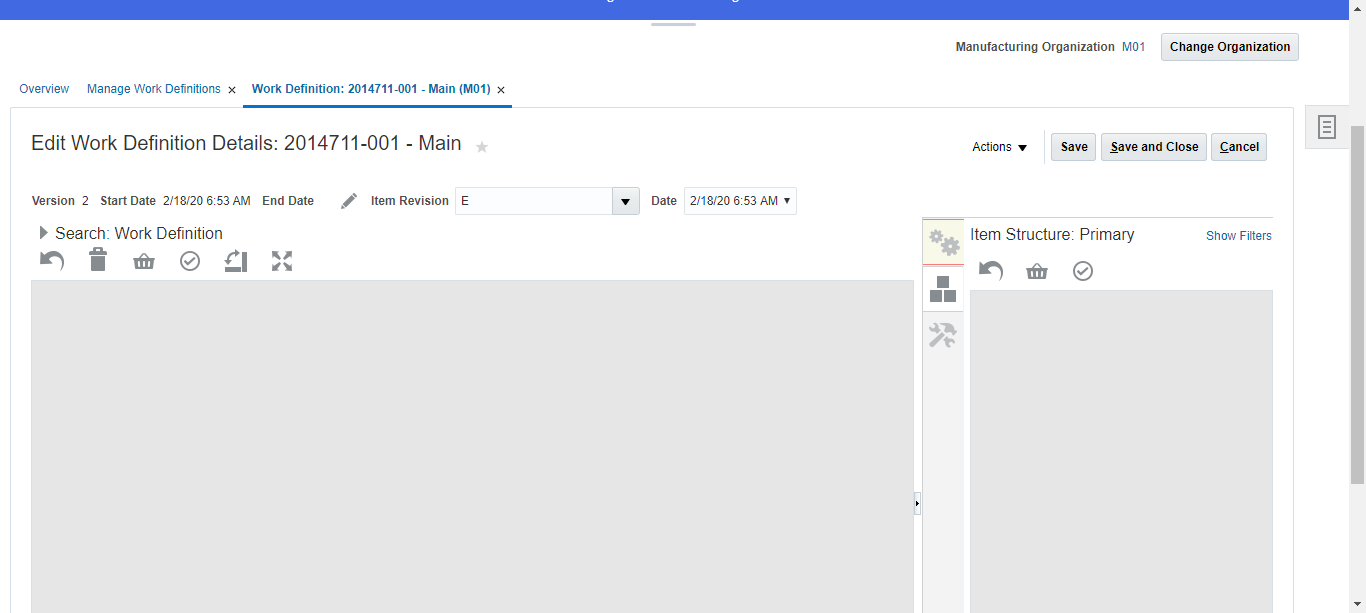 Manufacturing Organization M01 Change Organization
Overview Manage Work Definitions × Work Definition: 2014711-001 - Main (M01) ×
Edit Work Definition Details: 2014711-001 - Main
Actions Save Save and Close Cancel
Version 2 Start Date 2/18/20 6:53 AM End Date Item Revision E Date 2/18/20 6:53 AM
Search: Work Definition
Item Structure: Primary Show Filters